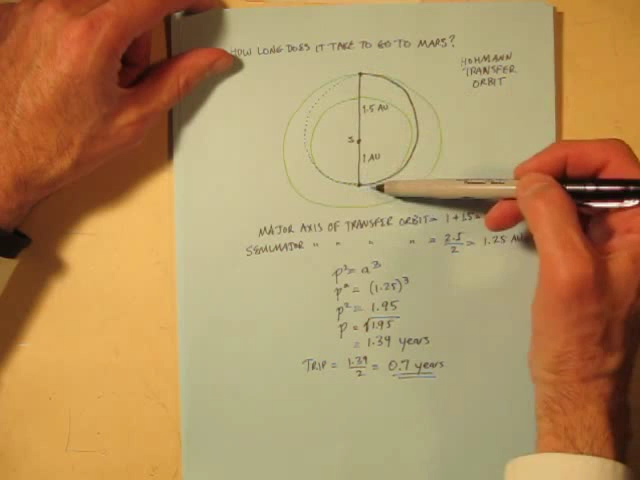 HOW LONG DOES IT TAKE TO GO TO MARS?
HOHMANN
TRANSFER
ORBIT
1.5 AU
S
1 AU
MAJOR AXIS OF TRANSFER ORBIT = 1 + 1.5 =
SEMIMAJOR " " " " = 2.5/2 = 1.25 AU
p² = a³
p² = (1.25)³
p² = 1.95
p = √1.95
= 1.39 years
TRIP = 1.39/2 = 0.7 years